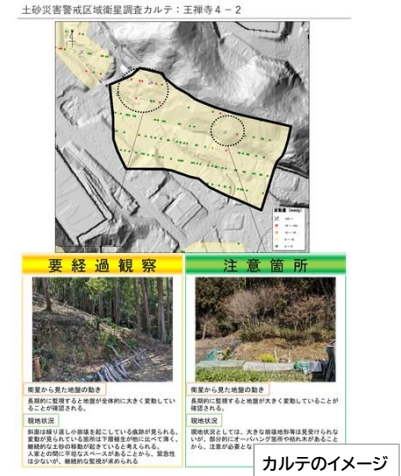 土砂災害警戒区域衛星調査カルテ：王禅寺４－２
要経過観察
注意箇所
衛星から見た地盤の動き
長期的に監視すると地盤が全体的に大きく変動していることが確認される。
現地状況
斜面は繰り返し小崩壊を起こしている痕跡が見られる。
変動が見られている箇所は下層植生が他に比べて薄く、
継続的な土砂の移動が起きていると考えられる。
人家との間に平坦なスペースがあることから、緊急性
は少ないが、継続的な監視が求められる
衛星から見た地盤の動き
長期的に監視すると地盤が大きく変動していることが
確認される。
現地状況
現地状況としては、大きな崩壊地形等は見受けられな
いが、部分的にオーバハング箇所や枯れ木があること
から、注意が必要とな
カルテのイメージ